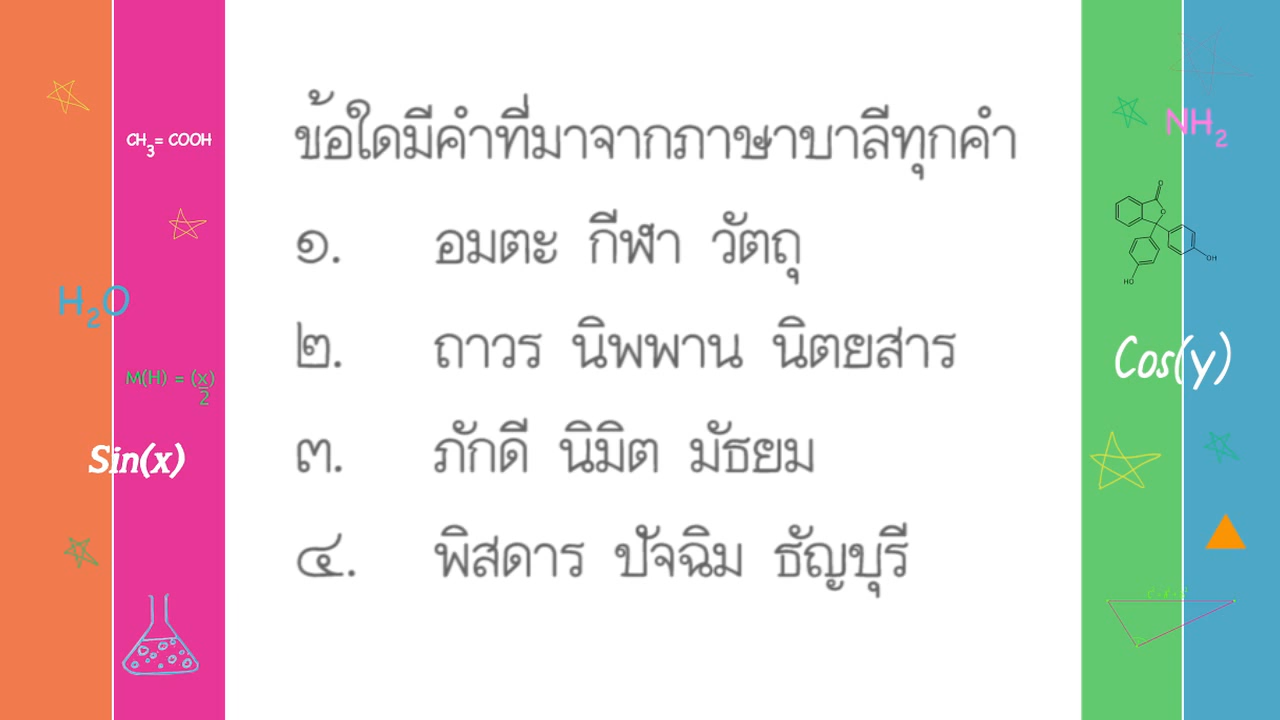 ข้อใดมีคำที่มาจากภาษาบาลีทุกคำ
๑. อมตะ กีฬา วัตถุ
๒. ถาวร นิพพาน นิตยสาร
๓. ภักดี นิมิต มัธยม
๔. พิสดาร ปัจฉิม ธัญบุรี
CH3= COOH
H2O
M(H) = (x)
2
Sin(x)
NH2
O
O
HO
OH
Cos(y)